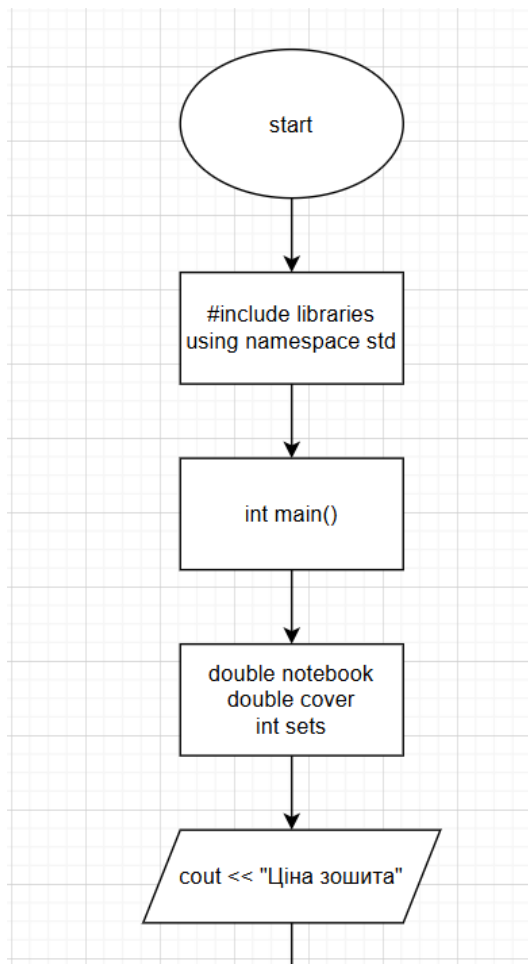 start
#include libraries
using namespace std
int main()
double notebook
double cover
int sets
cout << "Ціна зошита"